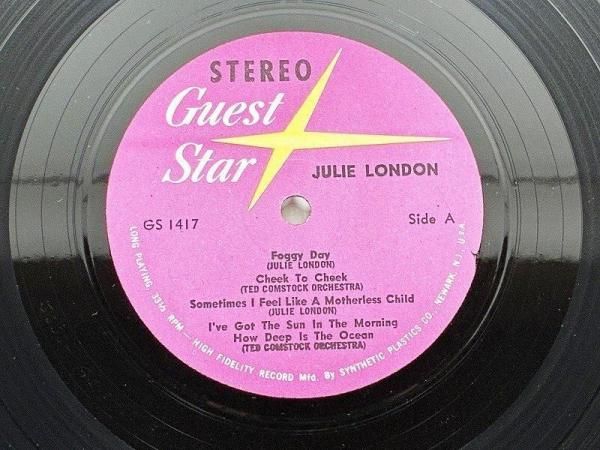 STEREO
Guest
Star
JULIE LONDON
GS 1417
Side A
Foggy Day
(JULIE LONDON)
Cheek To Cheek
(TED COMSTOCK ORCHESTRA)
Sometimes I Feel Like A Motherless Child
(JULIE LONDON)
I've Got The Sun In The Morning
How Deep Is The Ocean
(TED COMSTOCK ORCHESTRA)
LONG PLAYING, 33⅓ RPM — HIGH FIDELITY RECORD Mfd. By SYNTHETIC PLASTICS CO. NEWARK, N.J. U.S.A.